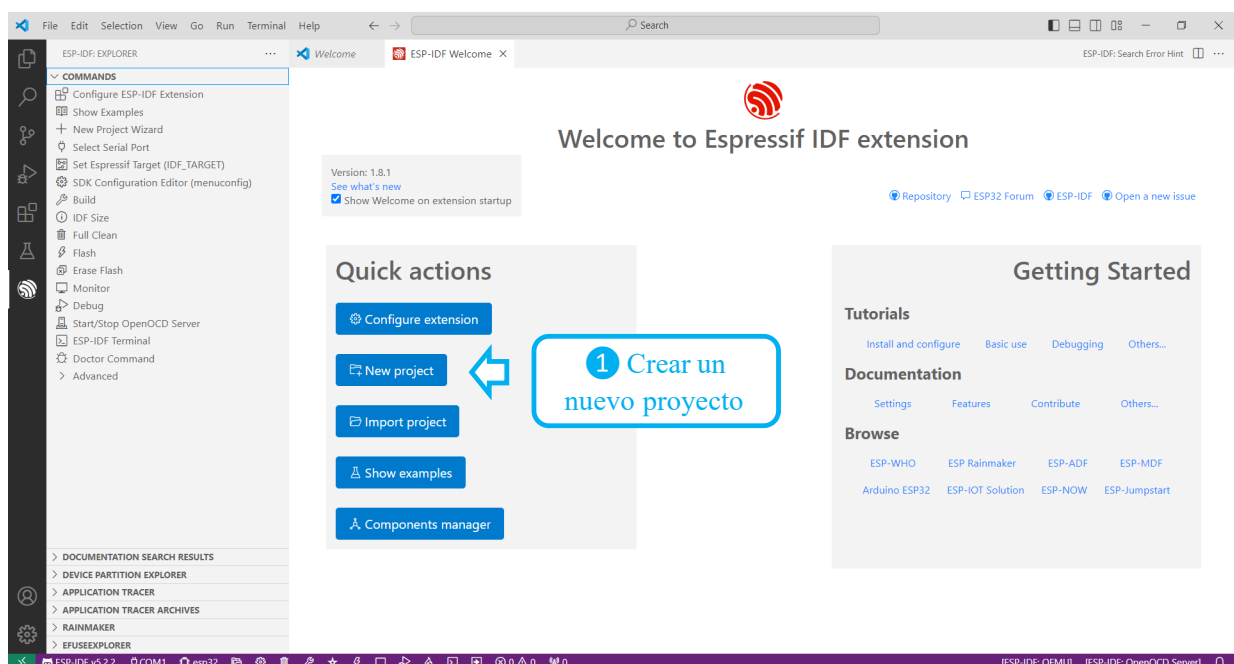 File Edit Selection View Go Run Terminal Help
Search
ESP-IDF: EXPLORER
Welcome
ESP-IDF Welcome
ESP-IDF: Search Error Hint
COMMANDS
Configure ESP-IDF Extension
Show Examples
New Project Wizard
Select Serial Port
Set Espressif Target (IDF_TARGET)
SDK Configuration Editor (menuconfig)
Build
IDF Size
Full Clean
Flash
Erase Flash
Monitor
Debug
Start/Stop OpenOCD Server
ESP-IDF Terminal
Doctor Command
Advanced
DOCUMENTATION SEARCH RESULTS
DEVICE PARTITION EXPLORER
APPLICATION TRACER
APPLICATION TRACER ARCHIVES
RAINMAKER
EFUSEEXPLORER
Welcome to Espressif IDF extension
Version: 1.8.1
See what's new
Show Welcome on extension startup
Repository ESP32 Forum ESP-IDF Open a new issue
Quick actions
Configure extension
New project
Import project
Show examples
Components manager
1 Crear un
nuevo proyecto
Getting Started
Tutorials
Install and configure Basic use Debugging Others...
Documentation
Settings Features Contribute Others...
Browse
ESP-WHO ESP Rainmaker ESP-ADF ESP-MDF
Arduino ESP32 ESP-IOT Solution ESP-NOW ESP-Jumpstart
ESP-IDF v5.2.2 COM1 esp32 0 0 0 [ESP-IDF: QEMU] [ESP-IDF: OpenOCD Server]